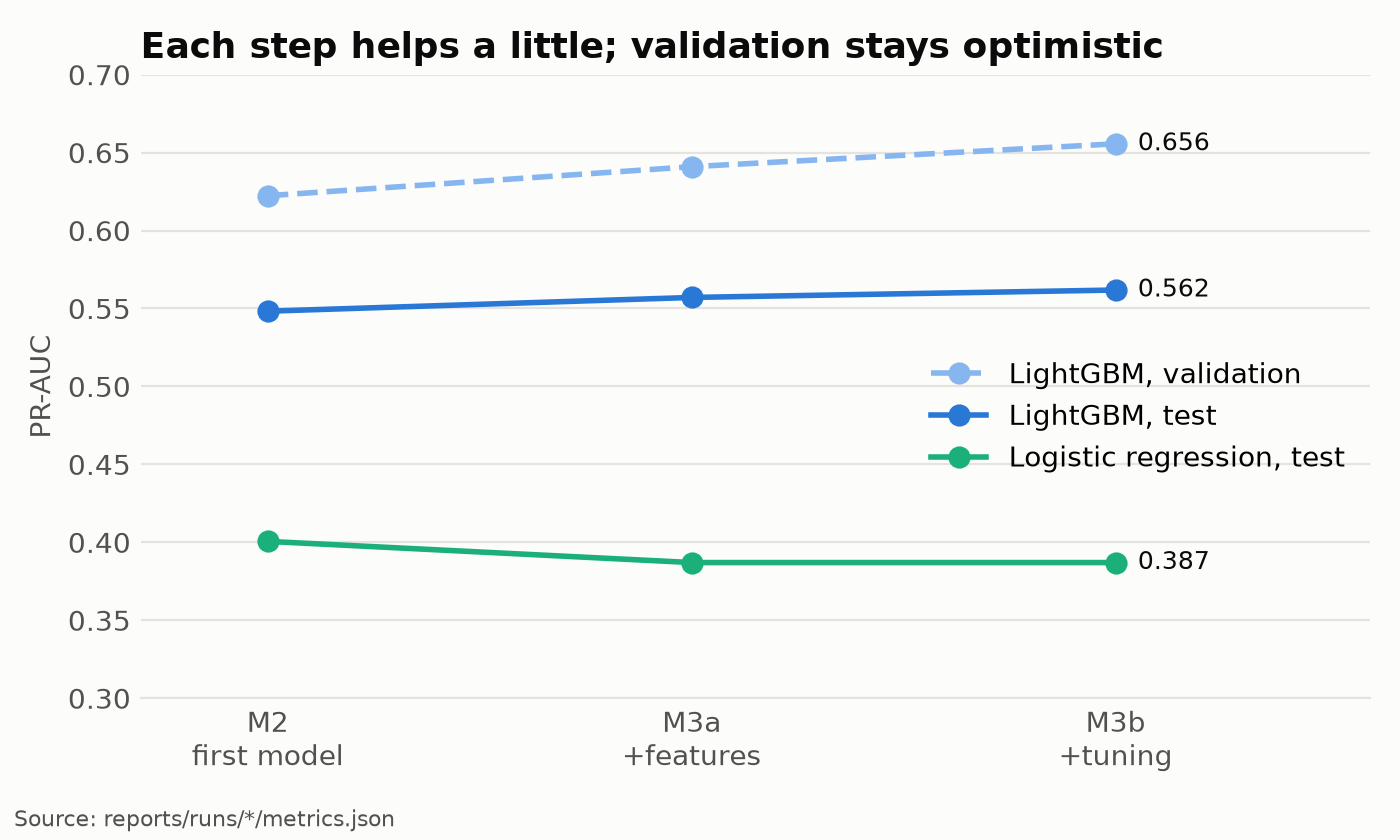 Each step helps a little; validation stays optimistic
0.70
0.65
0.60
0.55
0.50
0.45
0.40
0.35
0.30
PR-AUC
0.656
0.562
0.387
LightGBM, validation
LightGBM, test
Logistic regression, test
M2
first model
M3a
+features
M3b
+tuning
Source: reports/runs/*/metrics.json